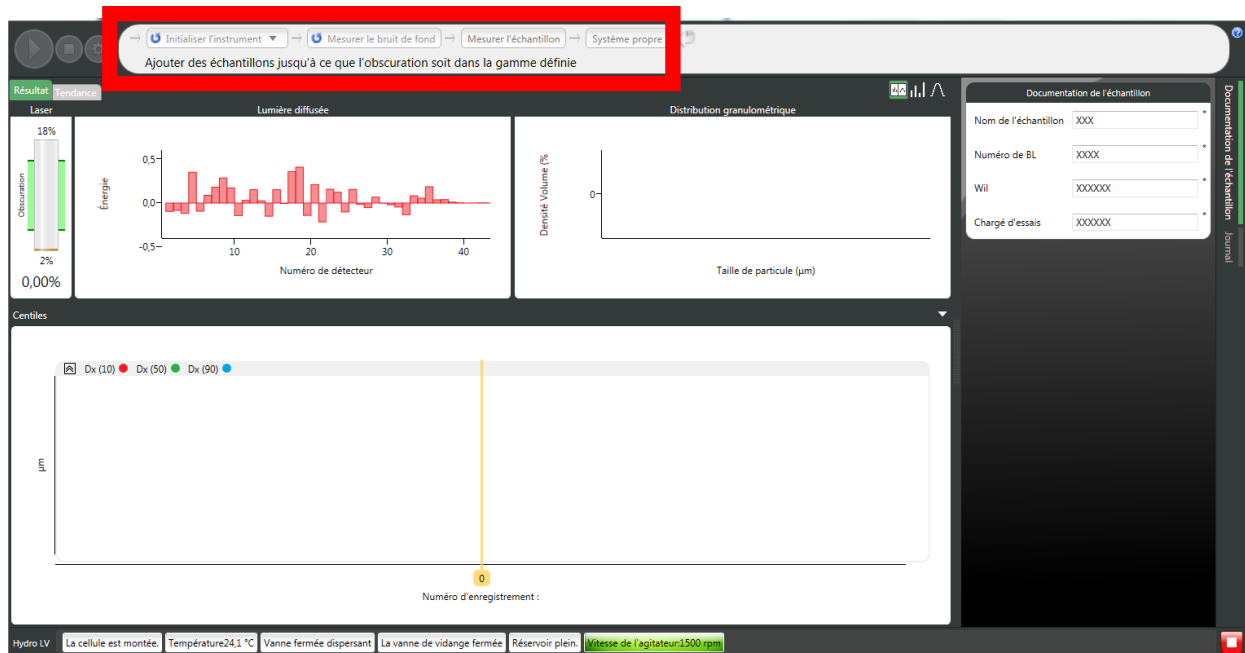 Initialiser l'instrument
Mesurer le bruit de fond
Mesurer l'échantillon
Système propre
Ajouter des échantillons jusqu'à ce que l'obscuration soit dans la gamme définie
Résultat
Tendance
Laser
18%
Obscuration
2%
0,00%
Lumière diffusée
Énergie
0,5
0,0
-0,5
10
20
30
40
Numéro de détecteur
Distribution granulométrique
Densité Volume (%
0
Taille de particule (µm)
Documentation de l'échantillon
Nom de l'échantillon XXX *
Numéro de BL XXXX *
Wil XXXXXX *
Chargé d'essais XXXXXX *
Documentation de l'échantillon
Journal
Centiles
Dx (10) Dx (50) Dx (90)
µm
0
Numéro d'enregistrement :
Hydro LV
La cellule est montée.
Température24,1 °C
Vanne fermée dispersant
La vanne de vidange fermée
Réservoir plein.
Vitesse de l'agitateur:1500 rpm